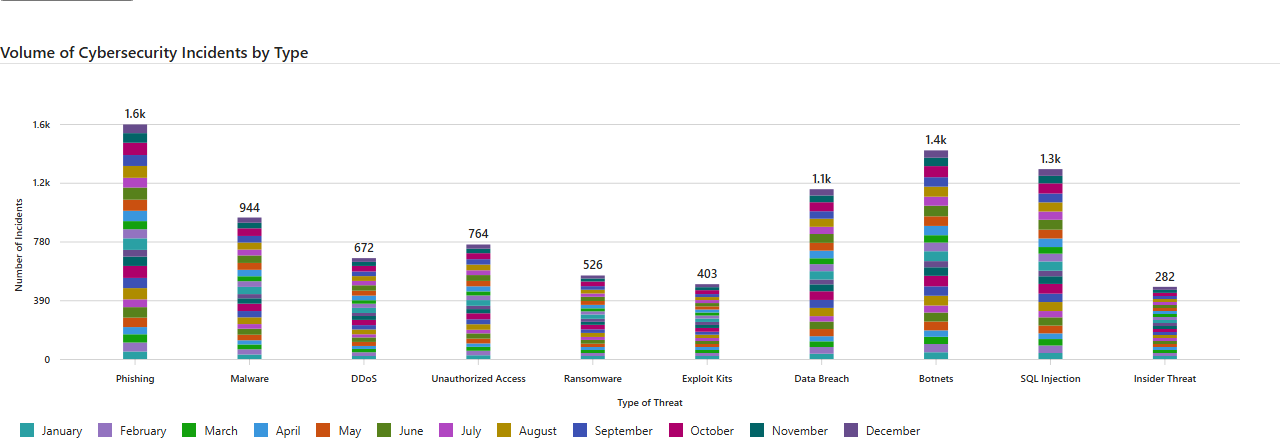 Volume of Cybersecurity Incidents by Type
1.6k
1.2k
780
390
0
Number of Incidents
1.6k
944
672
764
526
403
1.1k
1.4k
1.3k
282
Phishing
Malware
DDoS
Unauthorized Access
Ransomware
Exploit Kits
Data Breach
Botnets
SQL Injection
Insider Threat
Type of Threat
January February March April May June July August September October November December